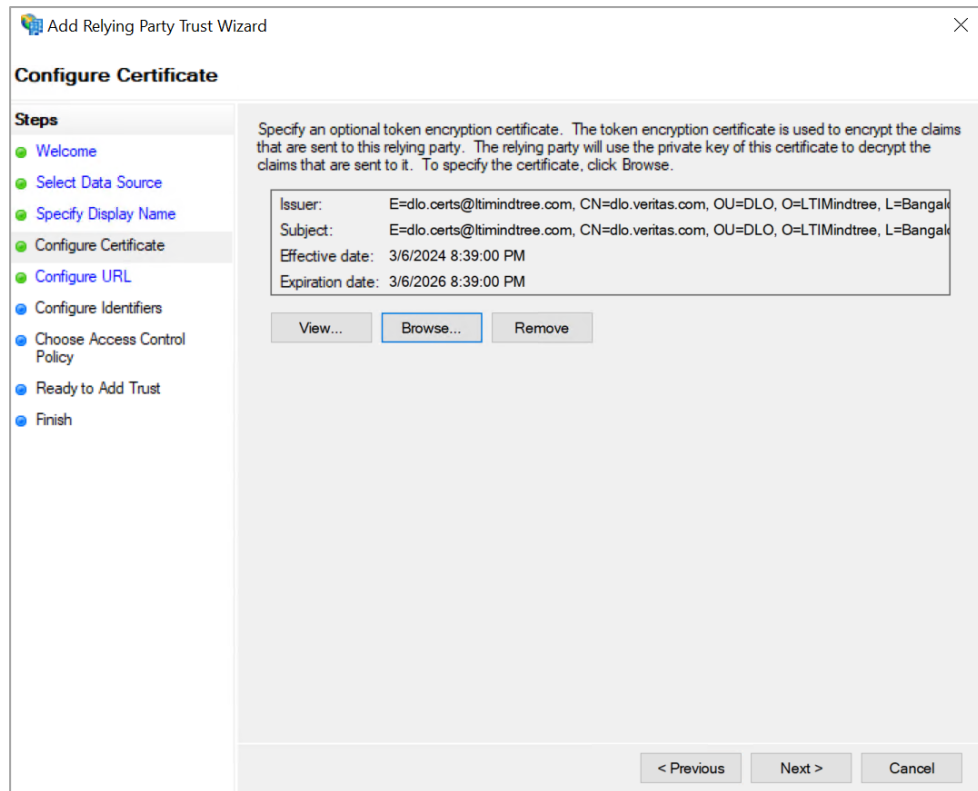 Add Relying Party Trust Wizard
Configure Certificate
Steps
Welcome
Select Data Source
Specify Display Name
Configure Certificate
Configure URL
Configure Identifiers
Choose Access Control
Policy
Ready to Add Trust
Finish
Specify an optional token encryption certificate.  The token encryption certificate is used to encrypt the claims
that are sent to this relying party.  The relying party will use the private key of this certificate to decrypt the
claims that are sent to it.  To specify the certificate, click Browse.
Issuer: E=dlo.certs@ltimindtree.com, CN=dlo.veritas.com, OU=DLO, O=LTIMindtree, L=Bangal
Subject: E=dlo.certs@ltimindtree.com, CN=dlo.veritas.com, OU=DLO, O=LTIMindtree, L=Bangal
Effective date: 3/6/2024 8:39:00 PM
Expiration date: 3/6/2026 8:39:00 PM
View... Browse... Remove
< Previous Next > Cancel